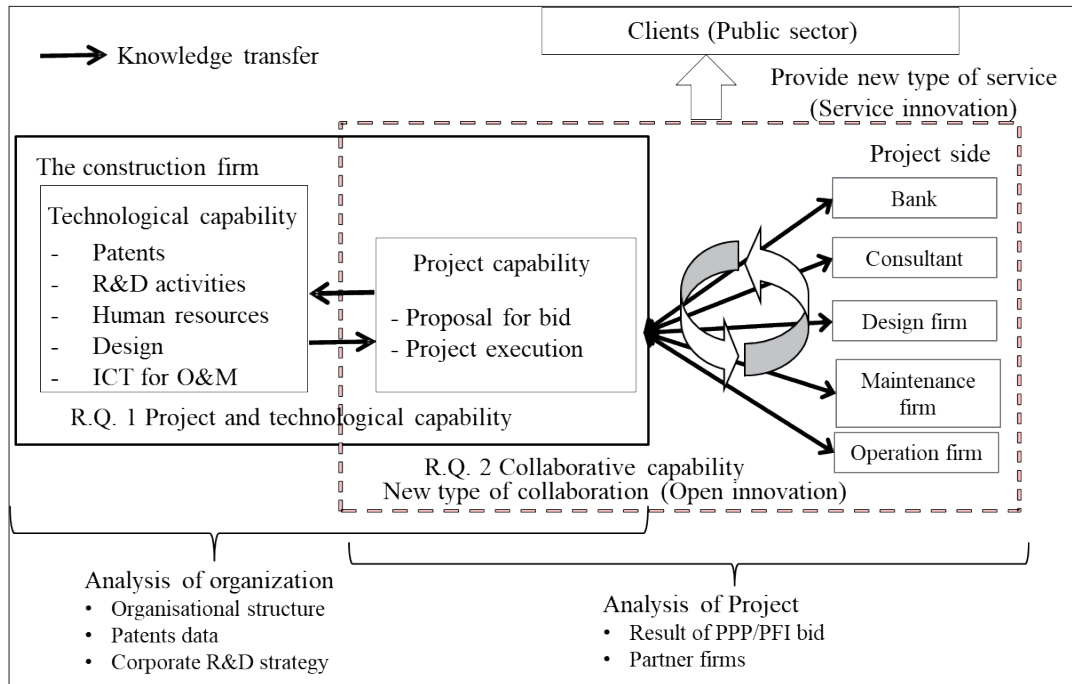 Clients (Public sector)
Knowledge transfer
Provide new type of service
(Service innovation)
The construction firm
Technological capability
- Patents
- R&D activities
- Human resources
- Design
- ICT for O&M
Project capability
- Proposal for bid
- Project execution
R.Q. 1 Project and technological capability
Project side
Bank
Consultant
Design firm
Maintenance
firm
Operation firm
R.Q. 2 Collaborative capability
New type of collaboration (Open innovation)
Analysis of organization
• Organisational structure
• Patents data
• Corporate R&D strategy
Analysis of Project
• Result of PPP/PFI bid
• Partner firms